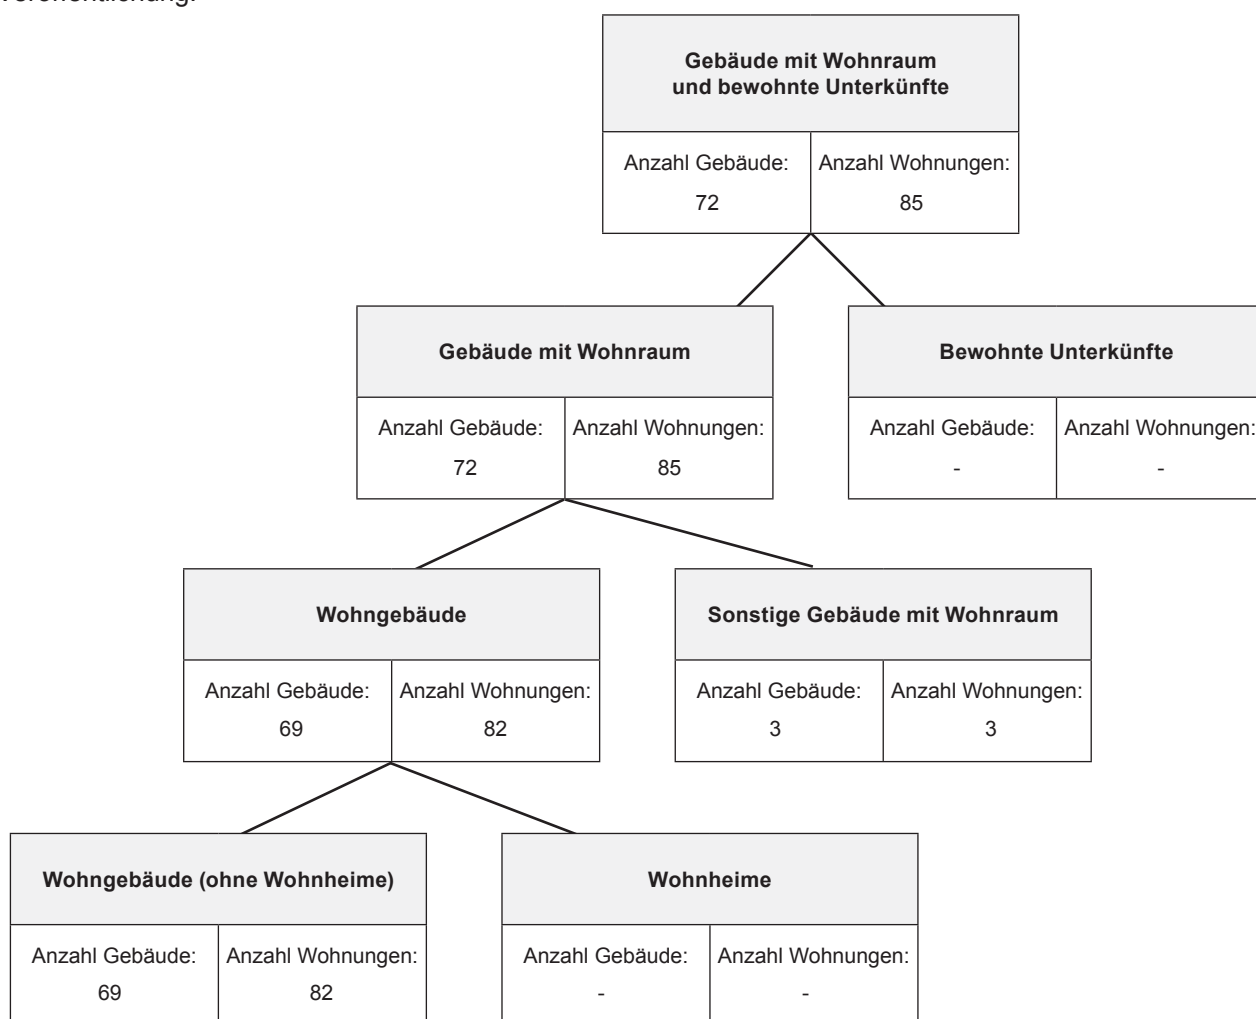 Veröffentlichung.
Gebäude mit Wohnraum
und bewohnte Unterkünfte
Anzahl Gebäude: Anzahl Wohnungen:
72 85
Gebäude mit Wohnraum Bewohnte Unterkünfte
Anzahl Gebäude: Anzahl Wohnungen: Anzahl Gebäude: Anzahl Wohnungen:
72 85 - -
Wohngebäude Sonstige Gebäude mit Wohnraum
Anzahl Gebäude: Anzahl Wohnungen: Anzahl Gebäude: Anzahl Wohnungen:
69 82 3 3
Wohngebäude (ohne Wohnheime) Wohnheime
Anzahl Gebäude: Anzahl Wohnungen: Anzahl Gebäude: Anzahl Wohnungen:
69 82 - -